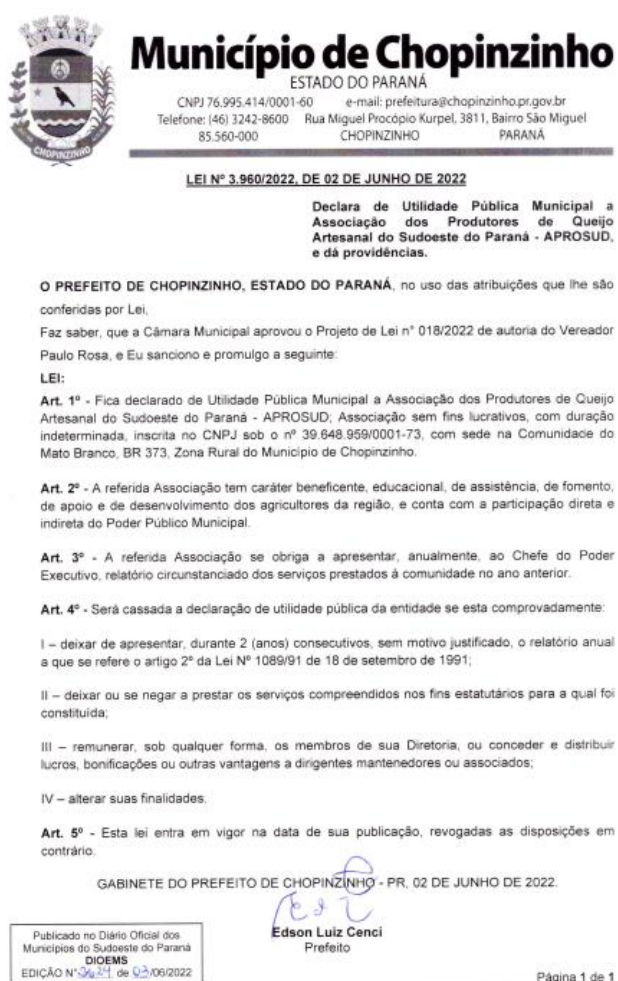 CHOPINZINHO
Município de Chopinzinho
ESTADO DO PARANÁ
CNPJ 76.995.414/0001-60 e-mail: prefeitura@chopinzinho.pr.gov.br
Telefone: (46) 3242-8600 Rua Miguel Procópio Kurpel, 3811, Bairro São Miguel
85.560-000 CHOPINZINHO PARANÁ
LEI Nº 3.960/2022, DE 02 DE JUNHO DE 2022
Declara de Utilidade Pública Municipal a
Associação dos Produtores de Queijo
Artesanal do Sudoeste do Paraná - APROSUD,
e dá providências.
O PREFEITO DE CHOPINZINHO, ESTADO DO PARANÁ, no uso das atribuições que lhe são
conferidas por Lei,
Faz saber, que a Câmara Municipal aprovou o Projeto de Lei n° 018/2022 de autoria do Vereador
Paulo Rosa, e Eu sanciono e promulgo a seguinte:
LEI:
Art. 1º - Fica declarado de Utilidade Pública Municipal a Associação dos Produtores de Queijo
Artesanal do Sudoeste do Paraná - APROSUD; Associação sem fins lucrativos, com duração
indeterminada, inscrita no CNPJ sob o nº 39.648.959/0001-73, com sede na Comunidade do
Mato Branco, BR 373, Zona Rural do Município de Chopinzinho.
Art. 2º - A referida Associação tem caráter beneficente, educacional, de assistência, de fomento,
de apoio e de desenvolvimento dos agricultores da região, e conta com a participação direta e
indireta do Poder Público Municipal.
Art. 3º - A referida Associação se obriga a apresentar, anualmente, ao Chefe do Poder
Executivo, relatório circunstanciado dos serviços prestados à comunidade no ano anterior.
Art. 4º - Será cassada a declaração de utilidade pública da entidade se esta comprovadamente:
I – deixar de apresentar, durante 2 (anos) consecutivos, sem motivo justificado, o relatório anual
a que se refere o artigo 2º da Lei Nº 1089/91 de 18 de setembro de 1991;
II – deixar ou se negar a prestar os serviços compreendidos nos fins estatutários para a qual foi
constituída;
III – remunerar, sob qualquer forma, os membros de sua Diretoria, ou conceder e distribuir
lucros, bonificações ou outras vantagens a dirigentes mantenedores ou associados;
IV – alterar suas finalidades.
Art. 5º - Esta lei entra em vigor na data de sua publicação, revogadas as disposições em
contrário.
GABINETE DO PREFEITO DE CHOPINZINHO - PR, 02 DE JUNHO DE 2022.
Edson Luiz Cenci
Prefeito
Publicado no Diário Oficial dos
Municípios do Sudoeste do Paraná
DIOEMS
EDIÇÃO Nº 2624 de 03/06/2022
Página 1 de 1